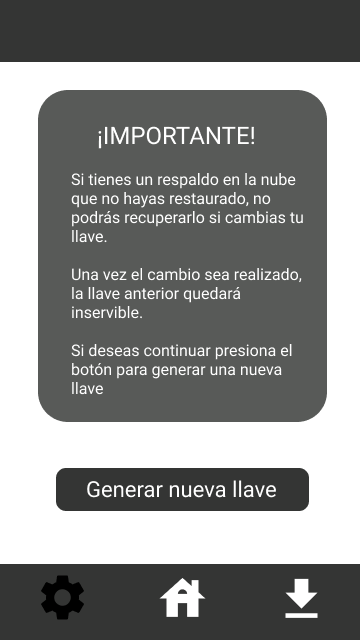 ¡IMPORTANTE!
Si tienes un respaldo en la nube
que no hayas restaurado, no
podrás recuperarlo si cambias tu
llave.
Una vez el cambio sea realizado,
la llave anterior quedará
inservible.
Si deseas continuar presiona el
botón para generar una nueva
llave
Generar nueva llave